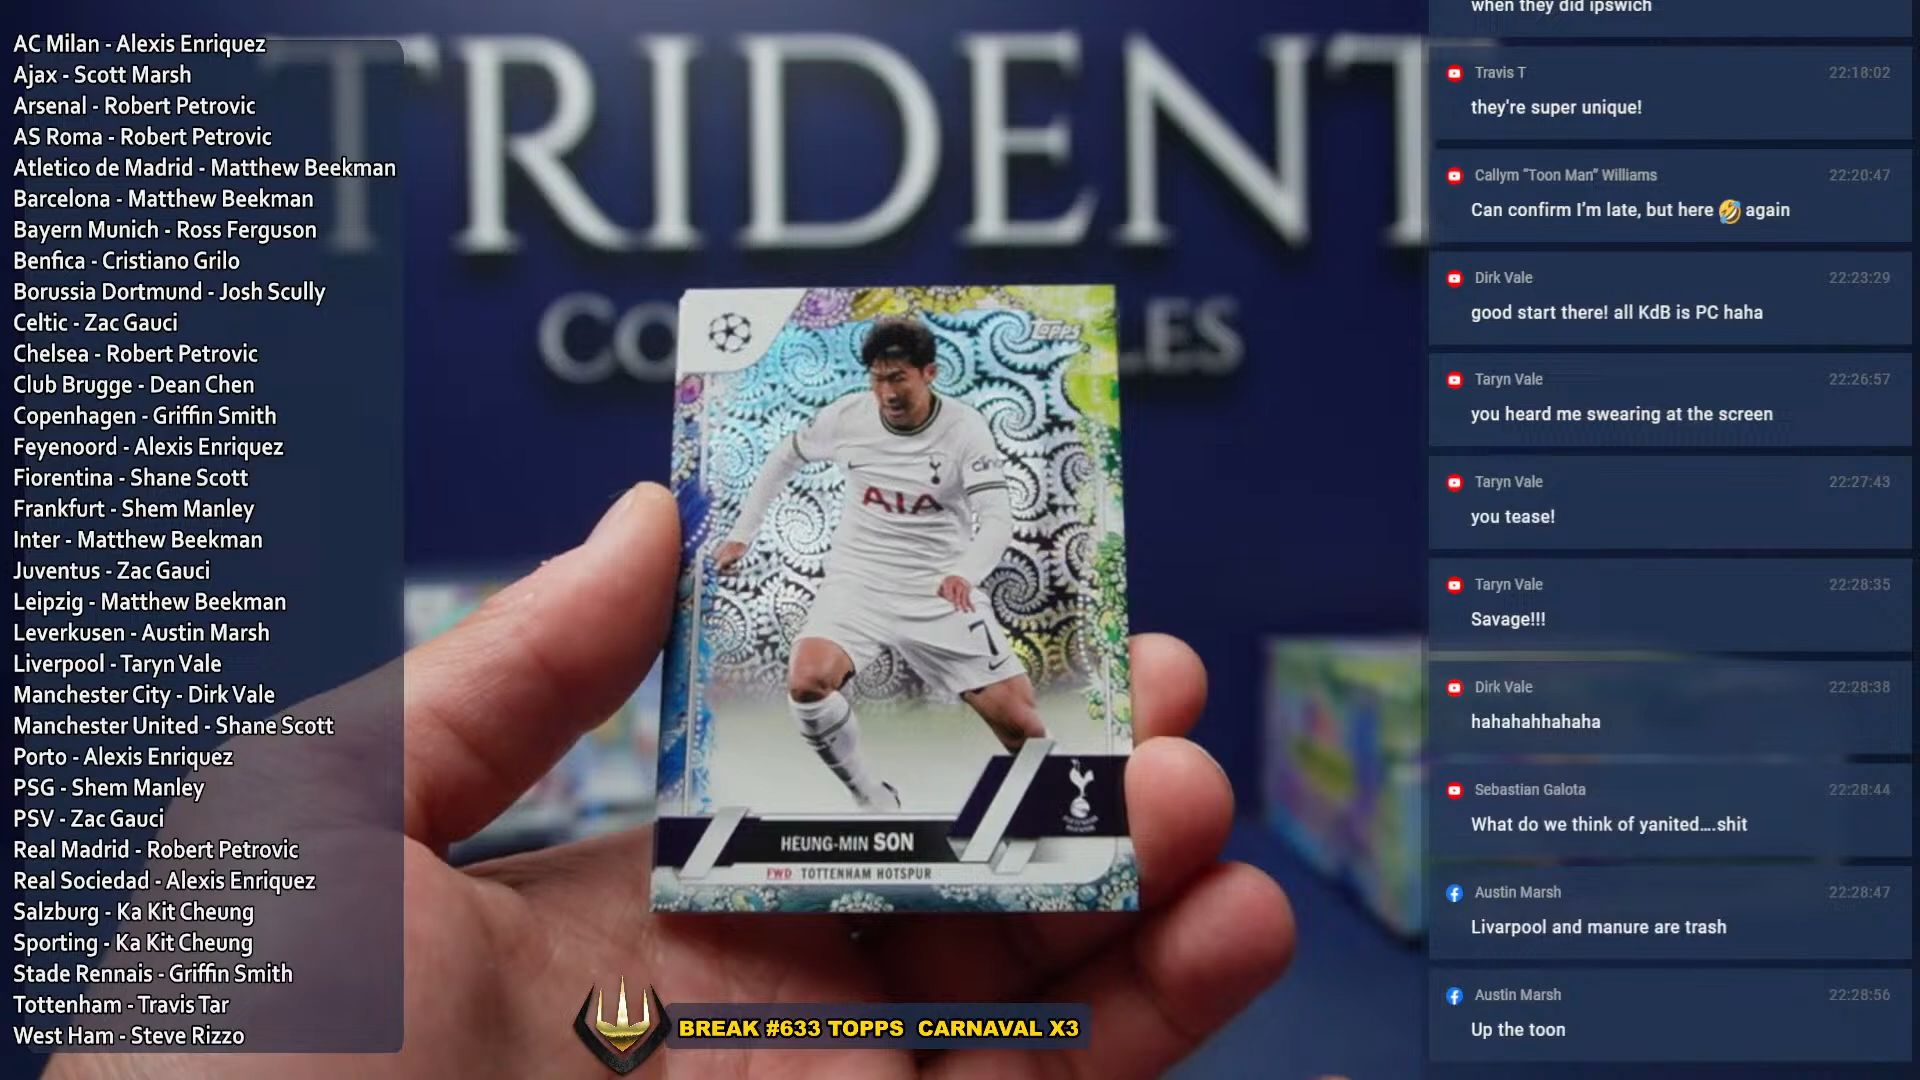 AC Milan - Alexis Enriquez
Ajax - Scott Marsh
Arsenal - Robert Petrovic
AS Roma - Robert Petrovic
Atletico de Madrid - Matthew Beekman
Barcelona - Matthew Beekman
Bayern Munich - Ross Ferguson
Benfica - Cristiano Grilo
Borussia Dortmund - Josh Scully
Celtic - Zac Gauci
Chelsea - Robert Petrovic
Club Brugge - Dean Chen
Copenhagen - Griffin Smith
Feyenoord - Alexis Enriquez
Fiorentina - Shane Scott
Frankfurt - Shem Manley
Inter - Matthew Beekman
Juventus - Zac Gauci
Leipzig - Matthew Beekman
Leverkusen - Austin Marsh
Liverpool - Taryn Vale
Manchester City - Dirk Vale
Manchester United - Shane Scott
Porto - Alexis Enriquez
PSG - Shem Manley
PSV - Zac Gauci
Real Madrid - Robert Petrovic
Real Sociedad - Alexis Enriquez
Salzburg - Ka Kit Cheung
Sporting - Ka Kit Cheung
Stade Rennais - Griffin Smith
Tottenham - Travis Tar
West Ham - Steve Rizzo
TRIDENT
Topps
cinch
AIA
7
HEUNG-MIN SON
FWD TOTTENHAM HOTSPUR
BREAK #633 TOPPS CARNAVAL X3
when they did ipswich
Travis T 22:18:02
they're super unique!
Callym "Toon Man" Williams 22:20:47
Can confirm I'm late, but here 🤣 again
Dirk Vale 22:23:29
good start there! all KdB is PC haha
Taryn Vale 22:26:57
you heard me swearing at the screen
Taryn Vale 22:27:43
you tease!
Taryn Vale 22:28:35
Savage!!!
Dirk Vale 22:28:38
hahahahhahaha
Sebastian Galota 22:28:44
What do we think of yanited....shit
Austin Marsh 22:28:47
Livarpool and manure are trash
Austin Marsh 22:28:56
Up the toon